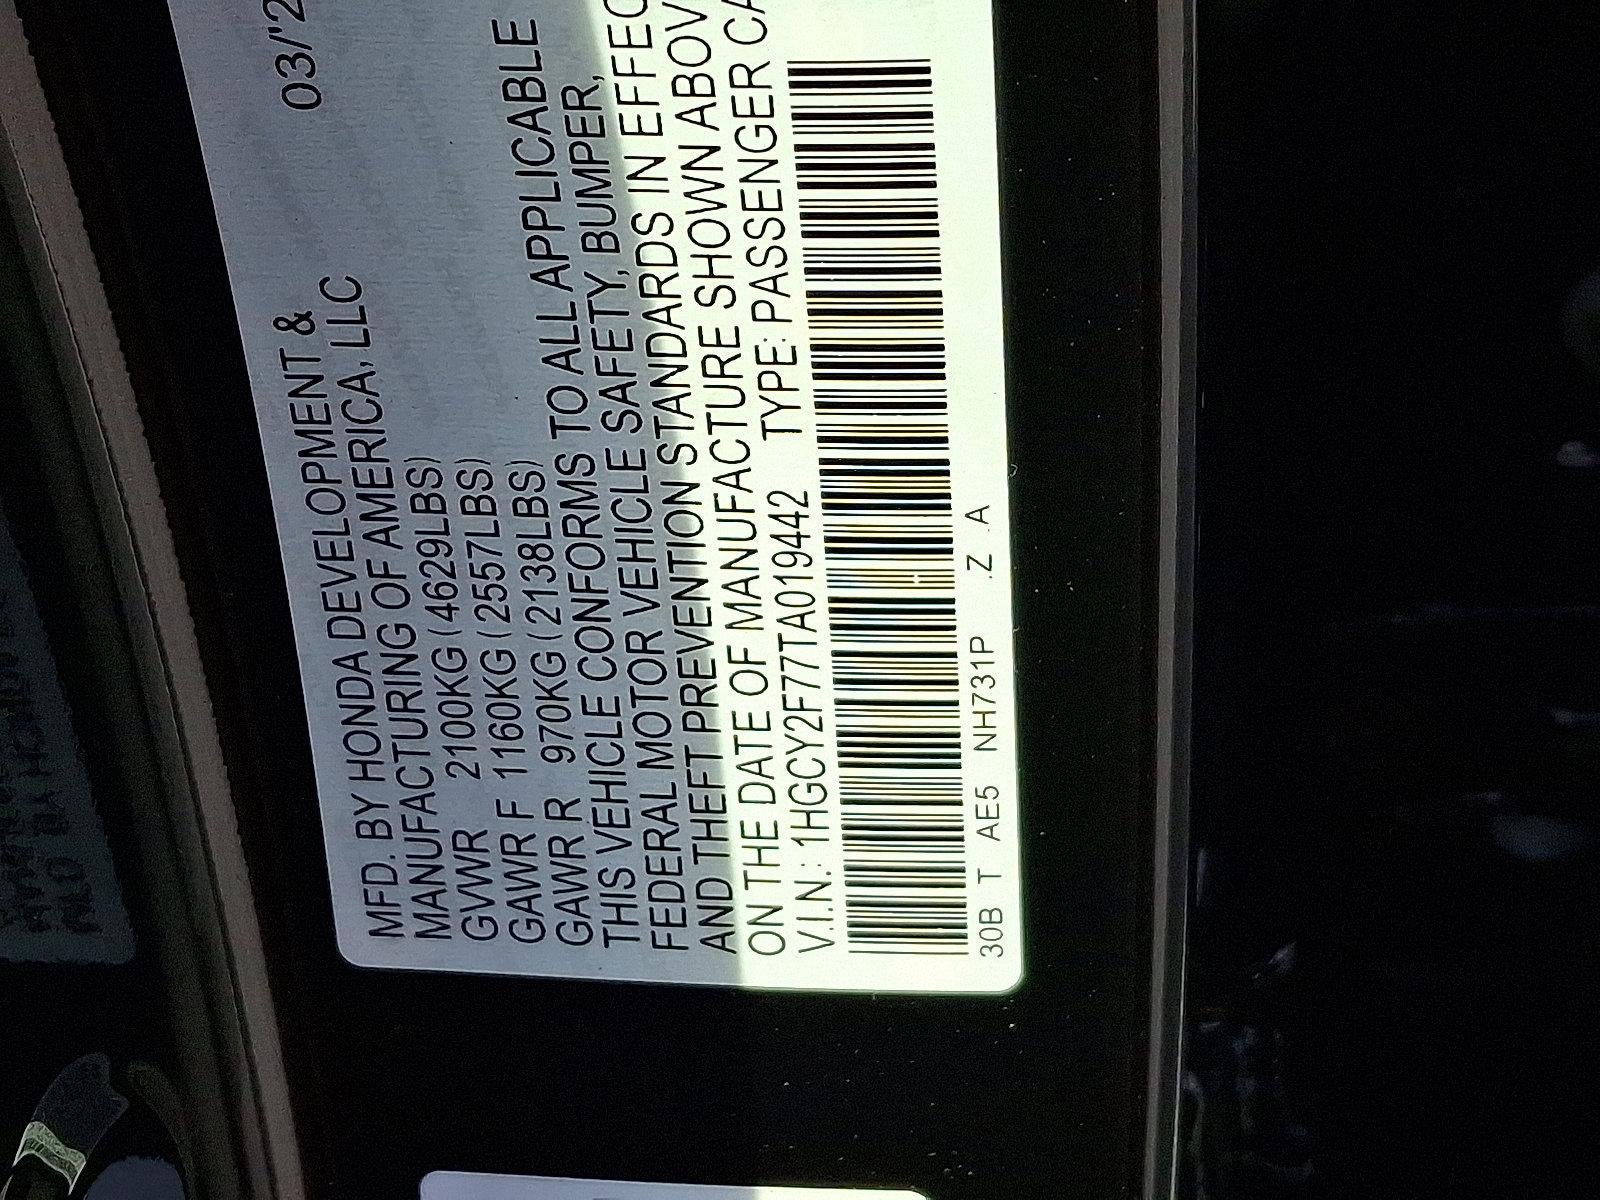 03/'2
MFD. BY HONDA DEVELOPMENT &
MANUFACTURING OF AMERICA, LLC
GVWR 2100KG (4629LBS)
GAWR F 1160KG (2557LBS)
GAWR R 970KG (2138LBS)
THIS VEHICLE CONFORMS TO ALL APPLICABLE
FEDERAL MOTOR VEHICLE SAFETY, BUMPER,
AND THEFT PREVENTION STANDARDS IN EFFEC
ON THE DATE OF MANUFACTURE SHOWN ABOV
V.I.N.: 1HGCY2F77TA019442 TYPE: PASSENGER CA
30B T AE5 NH731P .Z .A